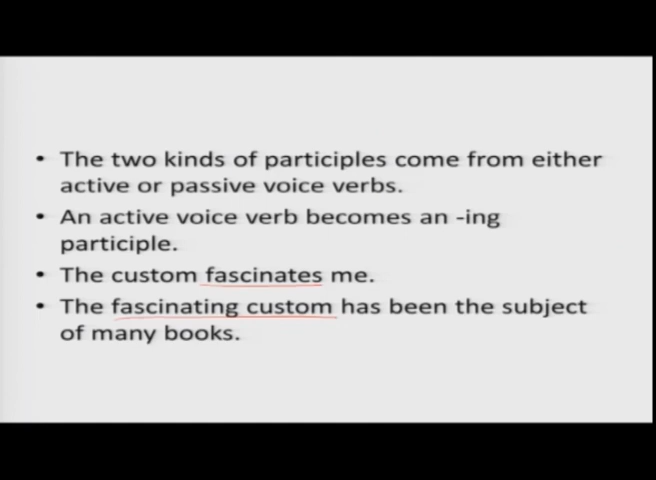 • The two kinds of participles come from either
active or passive voice verbs.
• An active voice verb becomes an -ing
participle.
• The custom fascinates me.
• The fascinating custom has been the subject
of many books.